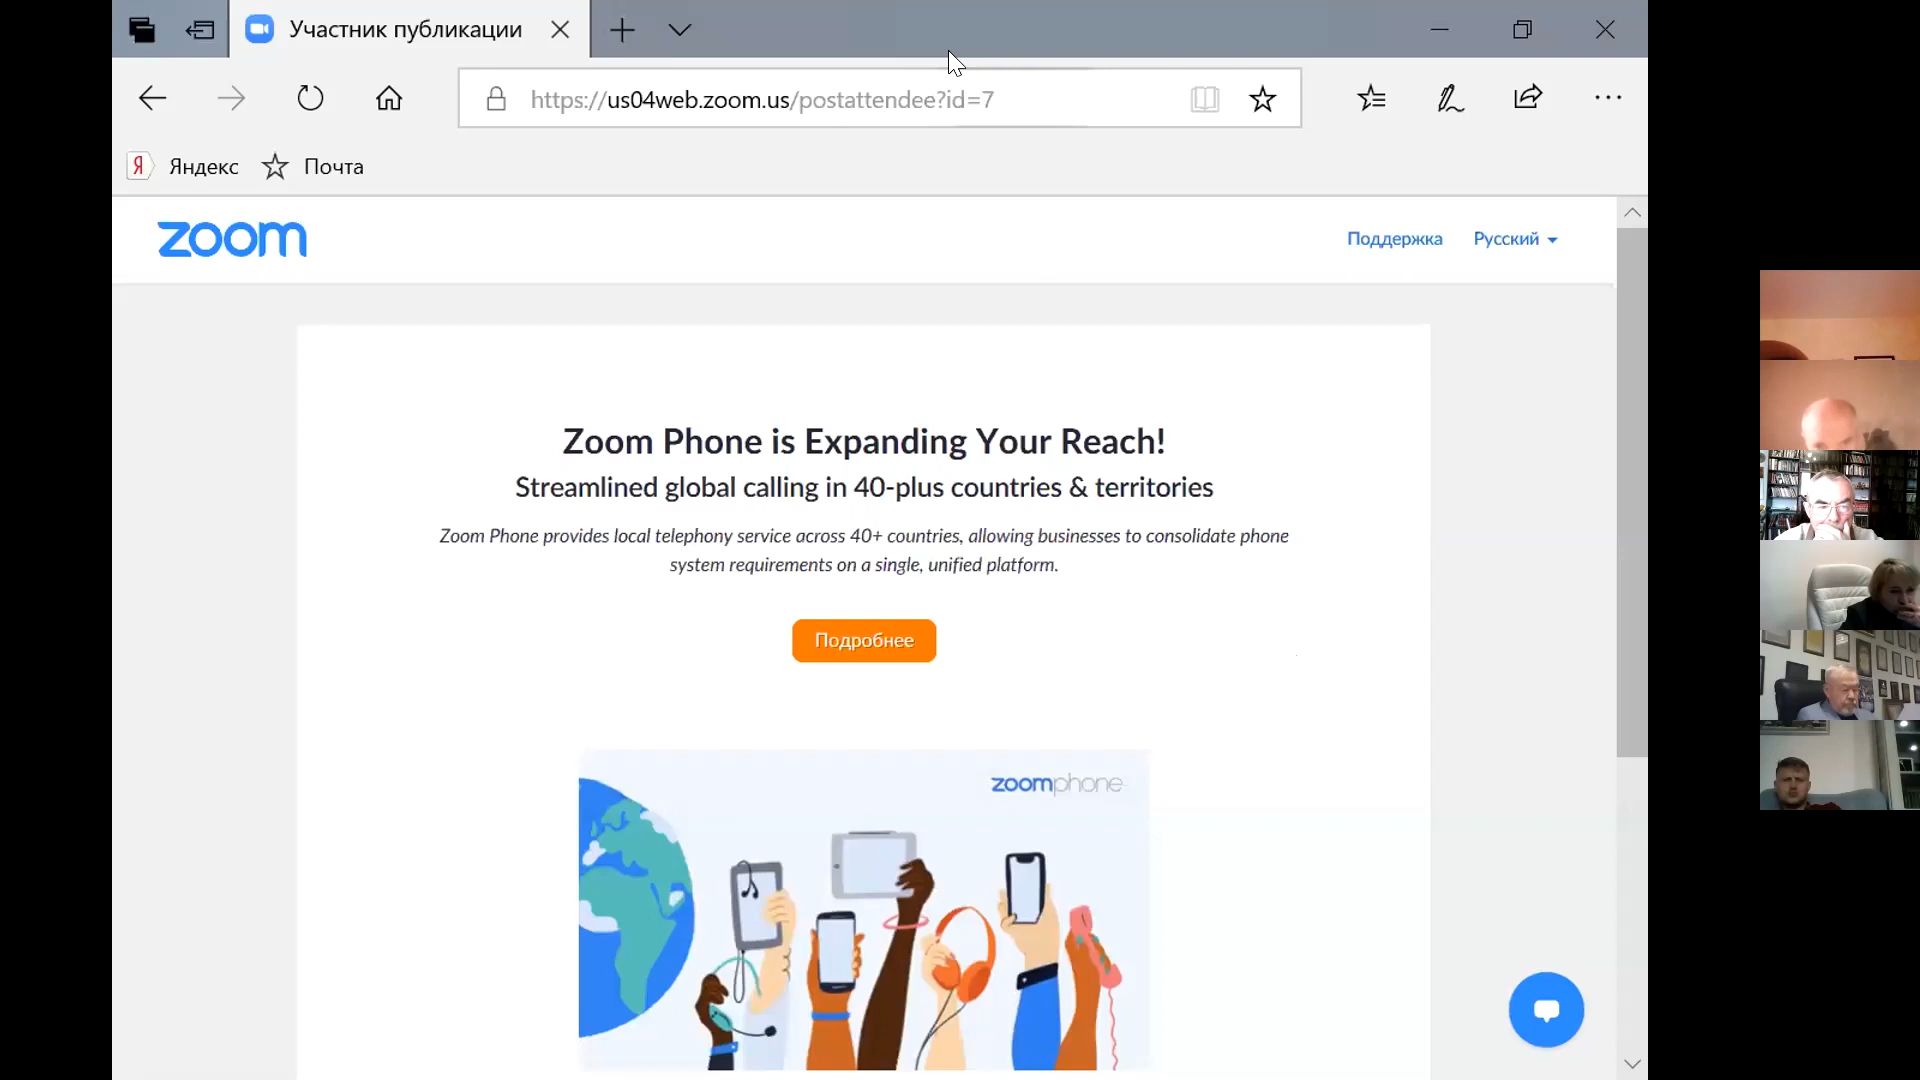 Участник публикации
https://us04web.zoom.us/postattendee?id=7
Я Яндекс Почта
zoom
Поддержка Русский
Zoom Phone is Expanding Your Reach!
Streamlined global calling in 40-plus countries & territories
Zoom Phone provides local telephony service across 40+ countries, allowing businesses to consolidate phone
system requirements on a single, unified platform.
Подробнее
zoomphone